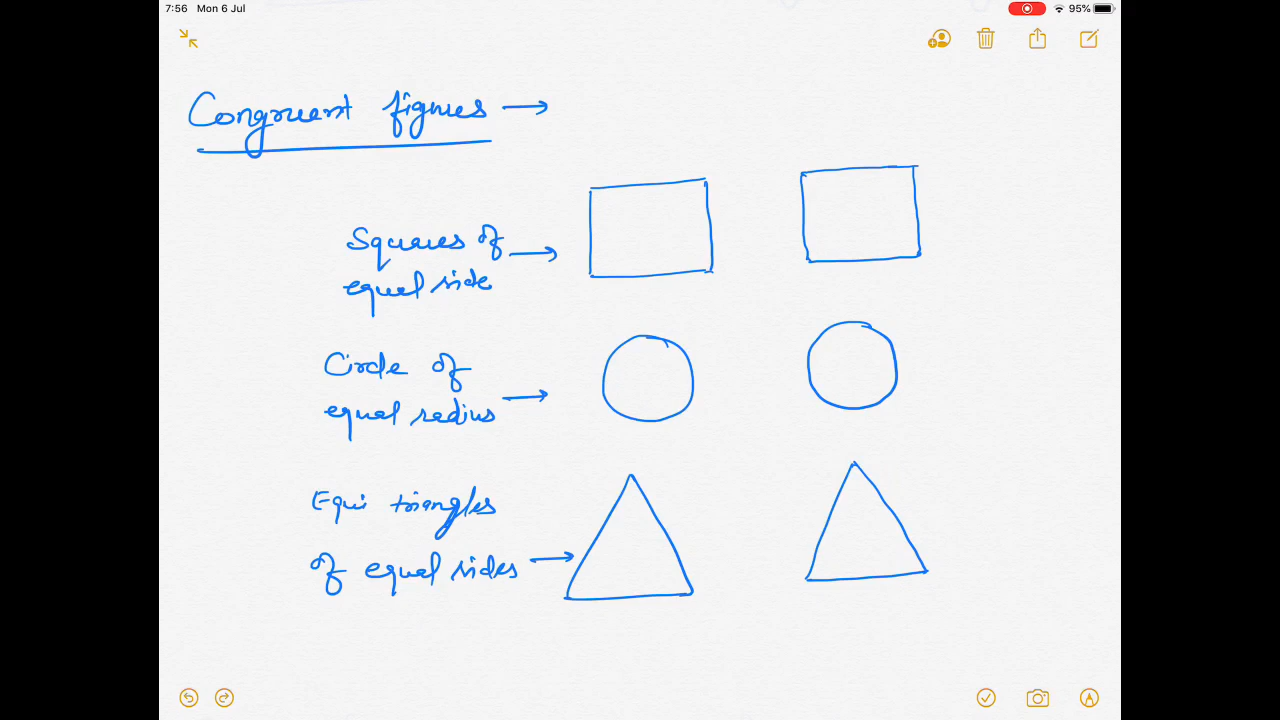 7:56 Mon 6 Jul
95%
Congruent figures →
Squares of
equal side →
Circle of
equal radius →
Equi triangles
of equal sides →